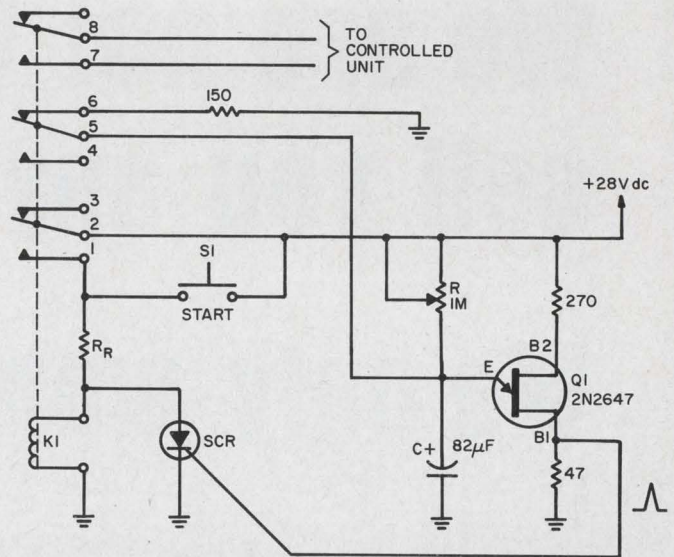 8
TO
CONTROLLED
UNIT
7
6
150
5
4
3
+28V dc
2
1
S1
START
R
1M
270
B2
E
Q1
2N2647
RR
K1
SCR
C+ 82μF
B1
47